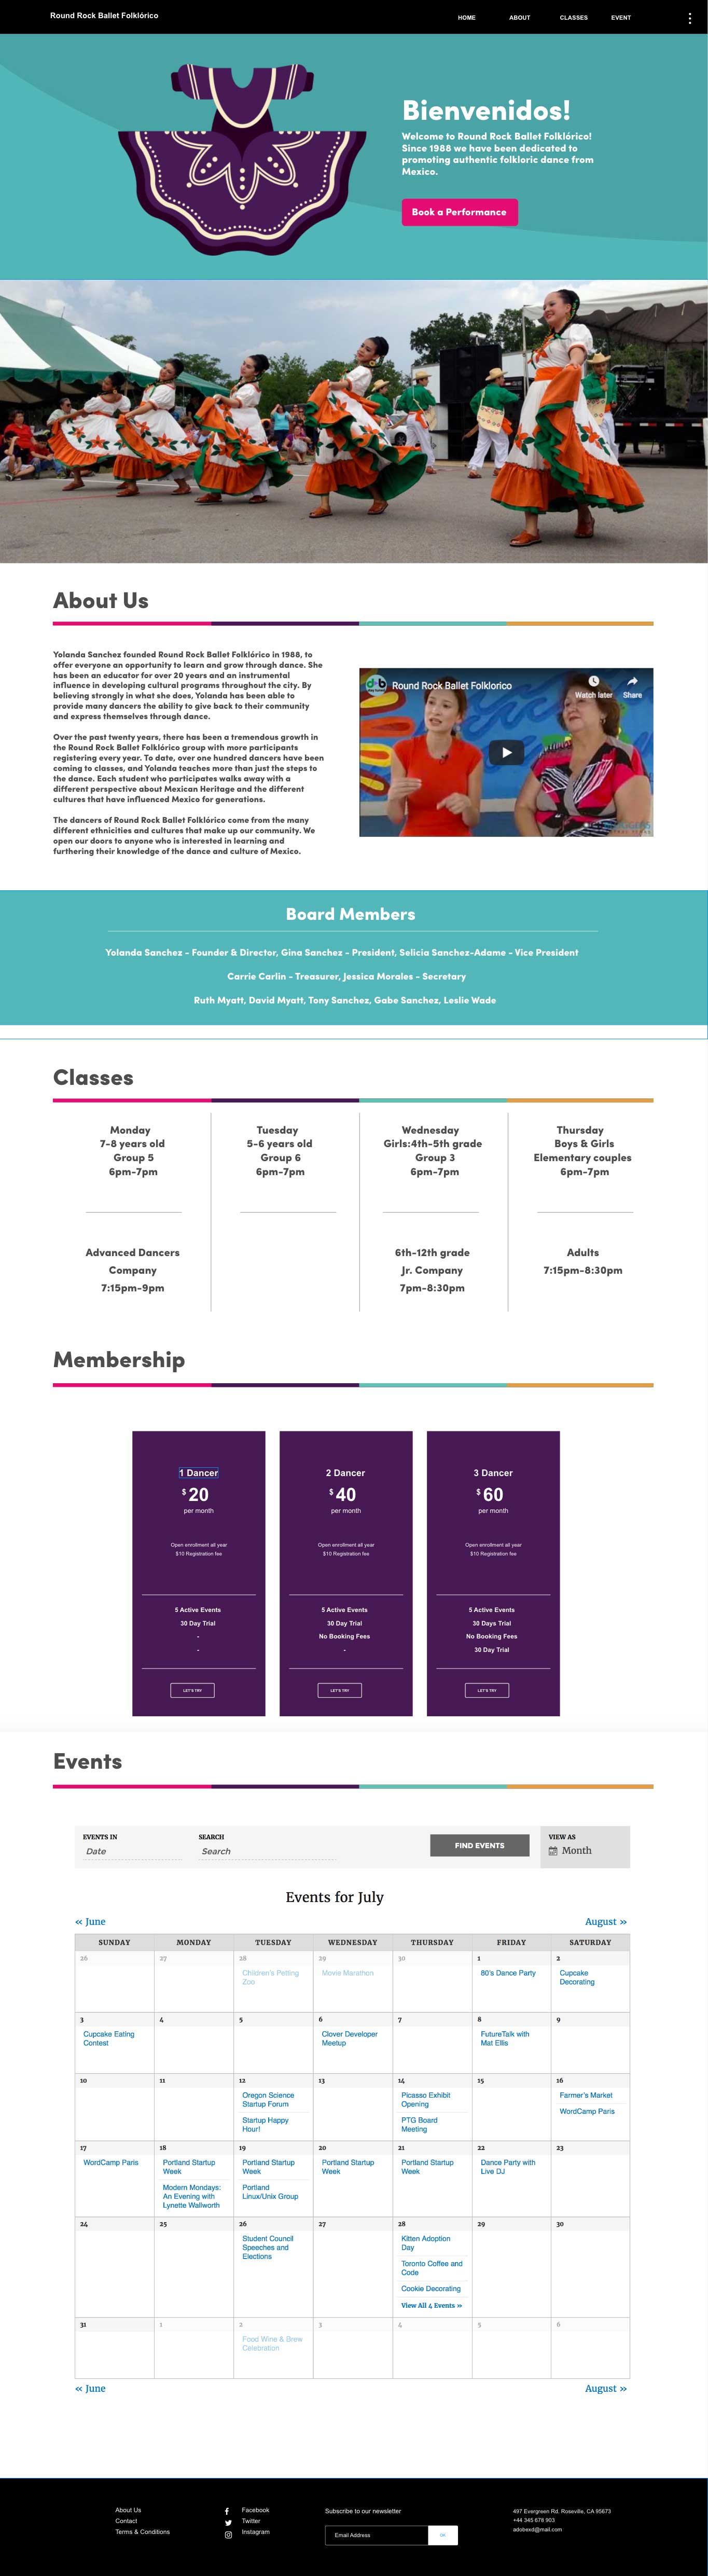 Round Rock Ballet Folklórico
HOME ABOUT CLASSES EVENT
Bienvenidos!
Welcome to Round Rock Ballet Folklórico!
Since 1988 we have been dedicated to
promoting authentic folkloric dance from
Mexico.
Book a Performance
About Us
Yolanda Sanchez founded Round Rock Ballet Folklórico in 1988, to
offer everyone an opportunity to learn and grow through dance. She
has been an educator for over 20 years and an instrumental
influence in developing cultural programs throughout the city. By
believing strongly in what she does, Yolanda has been able to
provide many dancers the ability to give back to their community
and express themselves through dance.
Over the past twenty years, there has been a tremendous growth in
the Round Rock Ballet Folklórico group with more participants
registering every year. To date, over one hundred dancers have been
coming to classes, and Yolanda teaches more than just the steps to
the dance. Each student who participates walks away with a
different perspective about Mexican Heritage and the different
cultures that have influenced Mexico for generations.
The dancers of Round Rock Ballet Folklórico come from the many
different ethnicities and cultures that make up our community. We
open our doors to anyone who is interested in learning and
furthering their knowledge of the dance and culture of Mexico.
Round Rock Ballet Folklorico
Watch later Share
Board Members
Yolanda Sanchez - Founder & Director, Gina Sanchez - President, Selicia Sanchez-Adame - Vice President
Carrie Carlin - Treasurer, Jessica Morales - Secretary
Ruth Myatt, David Myatt, Tony Sanchez, Gabe Sanchez, Leslie Wade
Classes
Monday
7-8 years old
Group 5
6pm-7pm
Tuesday
5-6 years old
Group 6
6pm-7pm
Wednesday
Girls:4th-5th grade
Group 3
6pm-7pm
Thursday
Boys & Girls
Elementary couples
6pm-7pm
Advanced Dancers
Company
7:15pm-9pm
6th-12th grade
Jr. Company
7pm-8:30pm
Adults
7:15pm-8:30pm
Membership
1 Dancer
$ 20
per month
Open enrollment all year
$10 Registration fee
5 Active Events
30 Day Trial
-
-
LET'S TRY
2 Dancer
$ 40
per month
Open enrollment all year
$10 Registration fee
5 Active Events
30 Day Trial
No Booking Fees
-
LET'S TRY
3 Dancer
$ 60
per month
Open enrollment all year
$10 Registration fee
5 Active Events
30 Days Trial
No Booking Fees
30 Day Trial
LET'S TRY
Events
EVENTS IN
Date
SEARCH
Search
FIND EVENTS
VIEW AS
Month
Events for July
« June August »
SUNDAY MONDAY TUESDAY WEDNESDAY THURSDAY FRIDAY SATURDAY
26 27 28 29 30 1 2
Children's Petting
Zoo
Movie Marathon
80's Dance Party
Cupcake
Decorating
3 4 5 6 7 8 9
Cupcake Eating
Contest
Clover Developer
Meetup
FutureTalk with
Mat Ellis
10 11 12 13 14 15 16
Oregon Science
Startup Forum
Startup Happy
Hour!
Picasso Exhibit
Opening
PTG Board
Meeting
Farmer's Market
WordCamp Paris
17 18 19 20 21 22 23
WordCamp Paris
Portland Startup
Week
Modern Mondays:
An Evening with
Lynette Wallworth
Portland Startup
Week
Portland
Linux/Unix Group
Portland Startup
Week
Portland Startup
Week
Dance Party with
Live DJ
24 25 26 27 28 29 30
Student Council
Speeches and
Elections
Kitten Adoption
Day
Toronto Coffee and
Code
Cookie Decorating
View All 4 Events »
31 1 2 3 4 5 6
Food Wine & Brew
Celebration
« June August »
About Us
Contact
Terms & Conditions
Facebook
Twitter
Instagram
Subscribe to our newsletter
Email Address
OK
497 Evergreen Rd. Roseville, CA 95673
+44 345 678 903
adobexd@mail.com